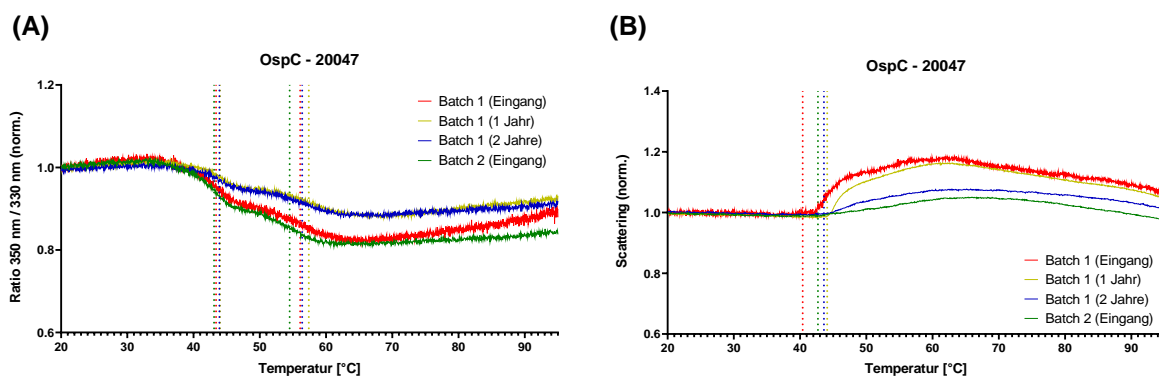 (A)
OspC - 20047
Ratio 350 nm / 330 nm (norm.)
1.2
1.0
0.8
0.6
Batch 1 (Eingang)
Batch 1 (1 Jahr)
Batch 1 (2 Jahre)
Batch 2 (Eingang)
20 30 40 50 60 70 80 90
Temperatur [°C]
(B)
OspC - 20047
Scattering (norm.)
1.4
1.2
1.0
0.8
0.6
Batch 1 (Eingang)
Batch 1 (1 Jahr)
Batch 1 (2 Jahre)
Batch 2 (Eingang)
20 30 40 50 60 70 80 90
Temperatur [°C]